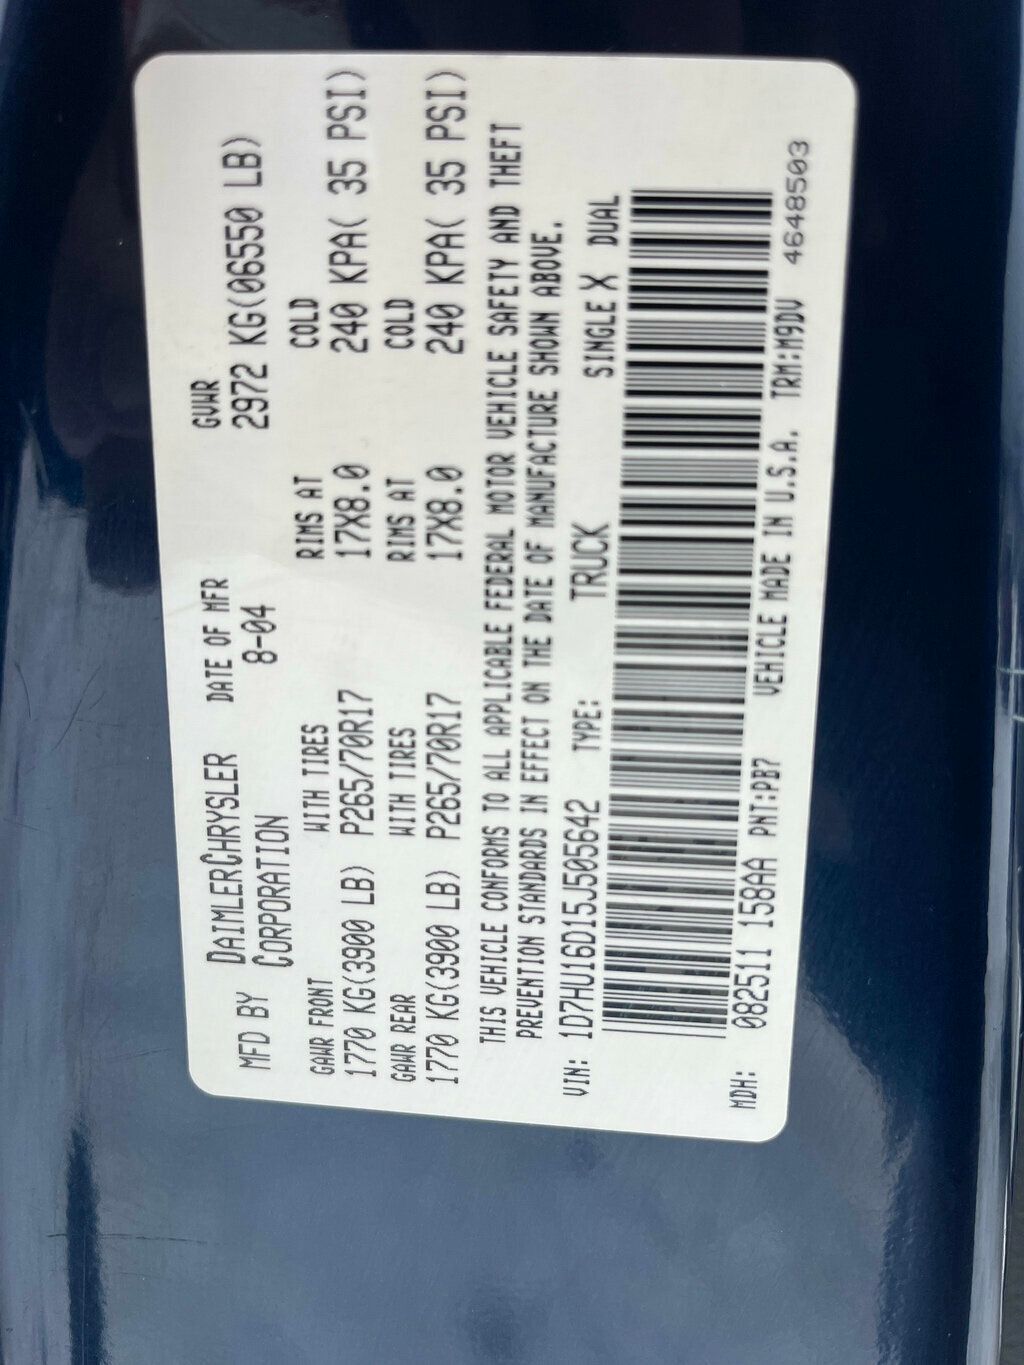 MFD BY DAIMLERCHRYSLER CORPORATION DATE OF MFR 8-04 GVWR 2972 KG(06550 LB)
GAWR FRONT WITH TIRES RIMS AT COLD
1770 KG(3900 LB) P265/70R17 17X8.0 240 KPA( 35 PSI)
GAWR REAR WITH TIRES RIMS AT COLD
1770 KG(3900 LB) P265/70R17 17X8.0 240 KPA( 35 PSI)
THIS VEHICLE CONFORMS TO ALL APPLICABLE FEDERAL MOTOR VEHICLE SAFETY AND THEFT
PREVENTION STANDARDS IN EFFECT ON THE DATE OF MANUFACTURE SHOWN ABOVE.
VIN: 1D7HU16D15J505642 TYPE: TRUCK SINGLE X DUAL
MDH: 082511 158AA PNT:PB7 VEHICLE MADE IN U.S.A. TRM:M9DV 4648503